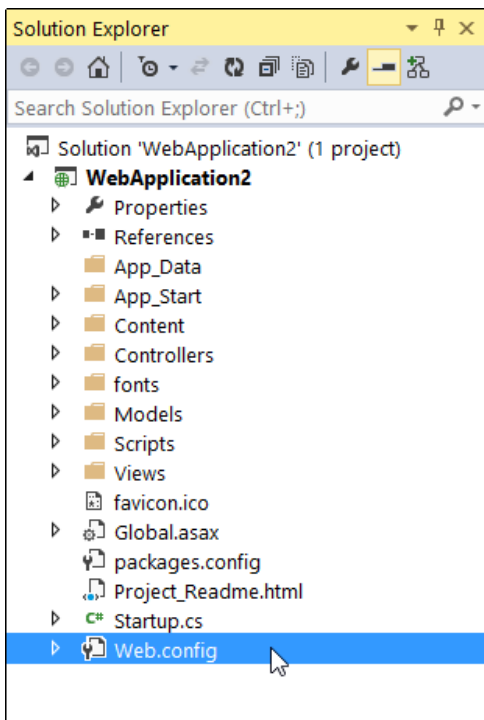 Solution Explorer
Search Solution Explorer (Ctrl+;)
Solution 'WebApplication2' (1 project)
WebApplication2
Properties
References
App_Data
App_Start
Content
Controllers
fonts
Models
Scripts
Views
favicon.ico
Global.asax
packages.config
Project_Readme.html
C# Startup.cs
Web.config